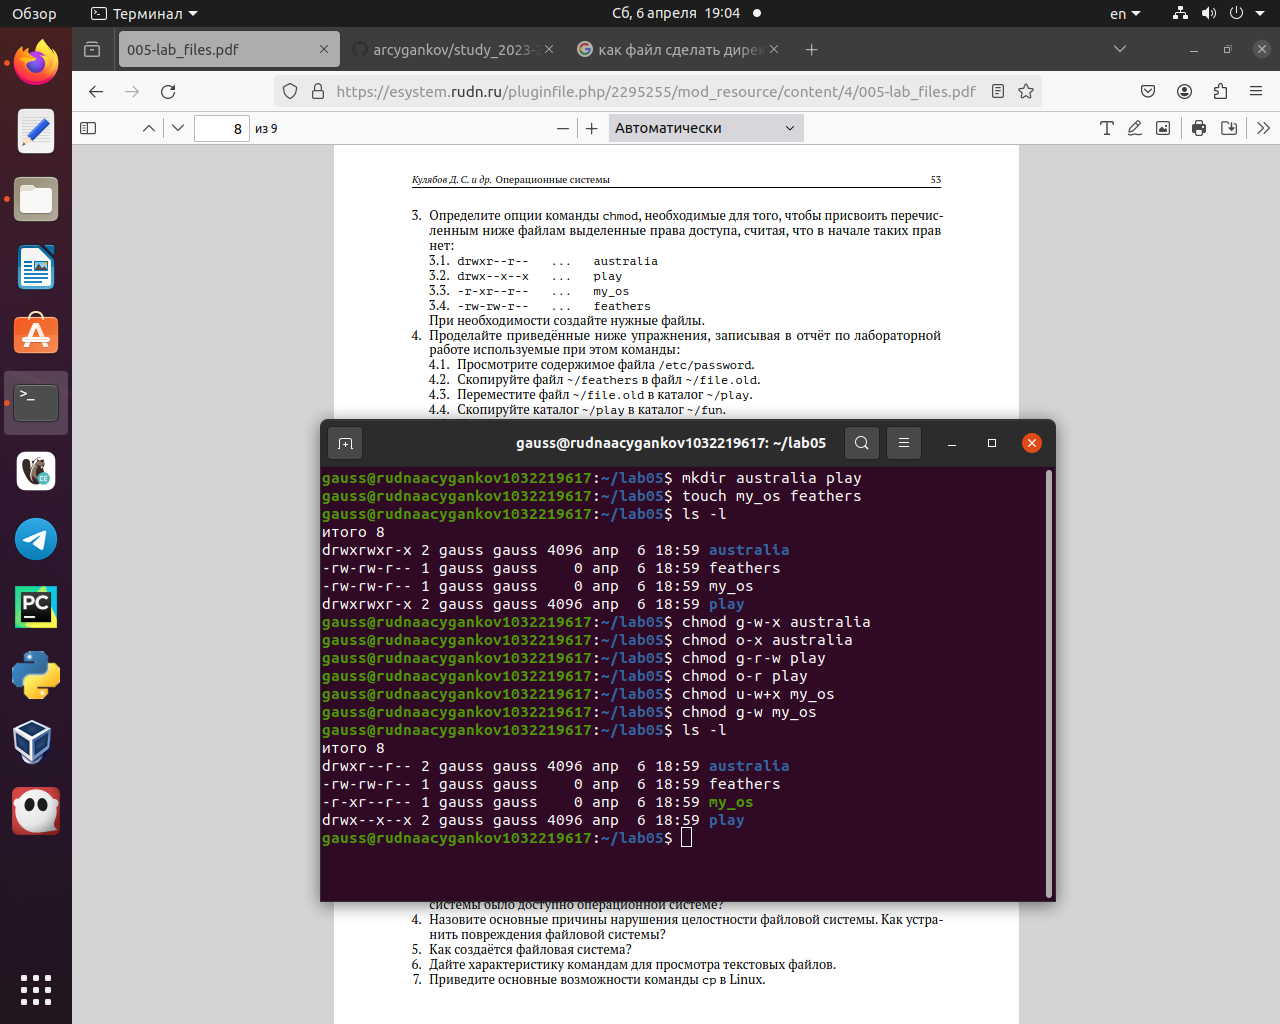 Обзор
Терминал
Сб, 6 апреля 19:04
en
005-lab_files.pdf
arcygankov/study_2023-2
как файл сделать дирек
https://esystem.rudn.ru/pluginfile.php/2295255/mod_resource/content/4/005-lab_files.pdf
8 из 9
Автоматически
Кулябов Д. С. и др. Операционные системы 53
3. Определите опции команды chmod, необходимые для того, чтобы присвоить перечис-
ленным ниже файлам выделенные права доступа, считая, что в начале таких прав
нет:
3.1. drwxr--r-- ... australia
3.2. drwx--x--x ... play
3.3. -r-xr--r-- ... my_os
3.4. -rw-rw-r-- ... feathers
При необходимости создайте нужные файлы.
4. Проделайте приведённые ниже упражнения, записывая в отчёт по лабораторной
работе используемые при этом команды:
4.1. Просмотрите содержимое файла /etc/password.
4.2. Скопируйте файл ~/feathers в файл ~/file.old.
4.3. Переместите файл ~/file.old в каталог ~/play.
4.4. Скопируйте каталог ~/play в каталог ~/fun.
gauss@rudnaacygankov1032219617: ~/lab05
gauss@rudnaacygankov1032219617:~/lab05$ mkdir australia play
gauss@rudnaacygankov1032219617:~/lab05$ touch my_os feathers
gauss@rudnaacygankov1032219617:~/lab05$ ls -l
итого 8
drwxrwxr-x 2 gauss gauss 4096 апр  6 18:59 australia
-rw-rw-r-- 1 gauss gauss    0 апр  6 18:59 feathers
-rw-rw-r-- 1 gauss gauss    0 апр  6 18:59 my_os
drwxrwxr-x 2 gauss gauss 4096 апр  6 18:59 play
gauss@rudnaacygankov1032219617:~/lab05$ chmod g-w-x australia
gauss@rudnaacygankov1032219617:~/lab05$ chmod o-x australia
gauss@rudnaacygankov1032219617:~/lab05$ chmod g-r-w play
gauss@rudnaacygankov1032219617:~/lab05$ chmod o-r play
gauss@rudnaacygankov1032219617:~/lab05$ chmod u-w+x my_os
gauss@rudnaacygankov1032219617:~/lab05$ chmod g-w my_os
gauss@rudnaacygankov1032219617:~/lab05$ ls -l
итого 8
drwxr--r-- 2 gauss gauss 4096 апр  6 18:59 australia
-rw-rw-r-- 1 gauss gauss    0 апр  6 18:59 feathers
-r-xr--r-- 1 gauss gauss    0 апр  6 18:59 my_os
drwx--x--x 2 gauss gauss 4096 апр  6 18:59 play
gauss@rudnaacygankov1032219617:~/lab05$
системы было доступно операционной системе?
4. Назовите основные причины нарушения целостности файловой системы. Как устра-
нить повреждения файловой системы?
5. Как создаётся файловая система?
6. Дайте характеристику командам для просмотра текстовых файлов.
7. Приведите основные возможности команды cp в Linux.